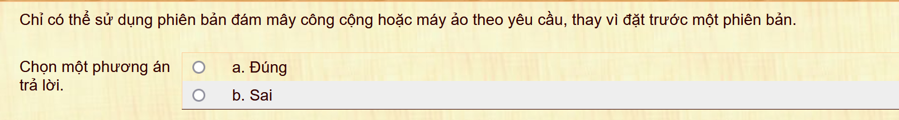 Chỉ có thể sử dụng phiên bản đám mây công cộng hoặc máy ảo theo yêu cầu, thay vì đặt trước một phiên bản.
Chọn một phương án
trả lời.
a. Đúng
b. Sai